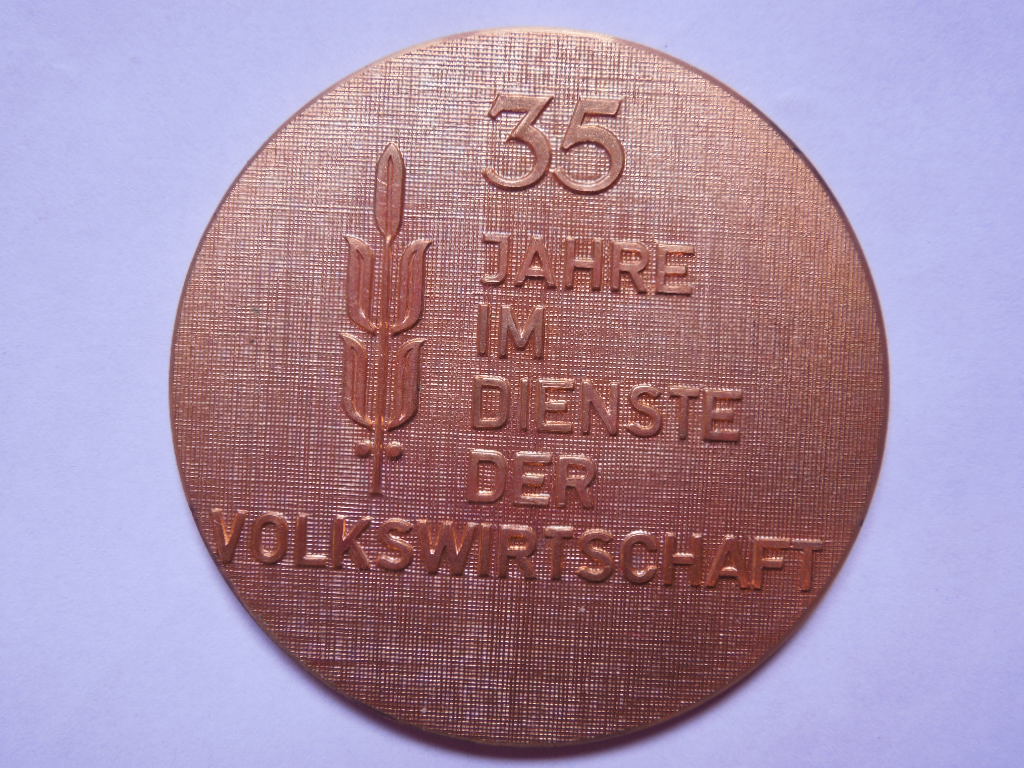 35
JAHRE
IM
DIENSTE
DER
VOLKSWIRTSCHAFT